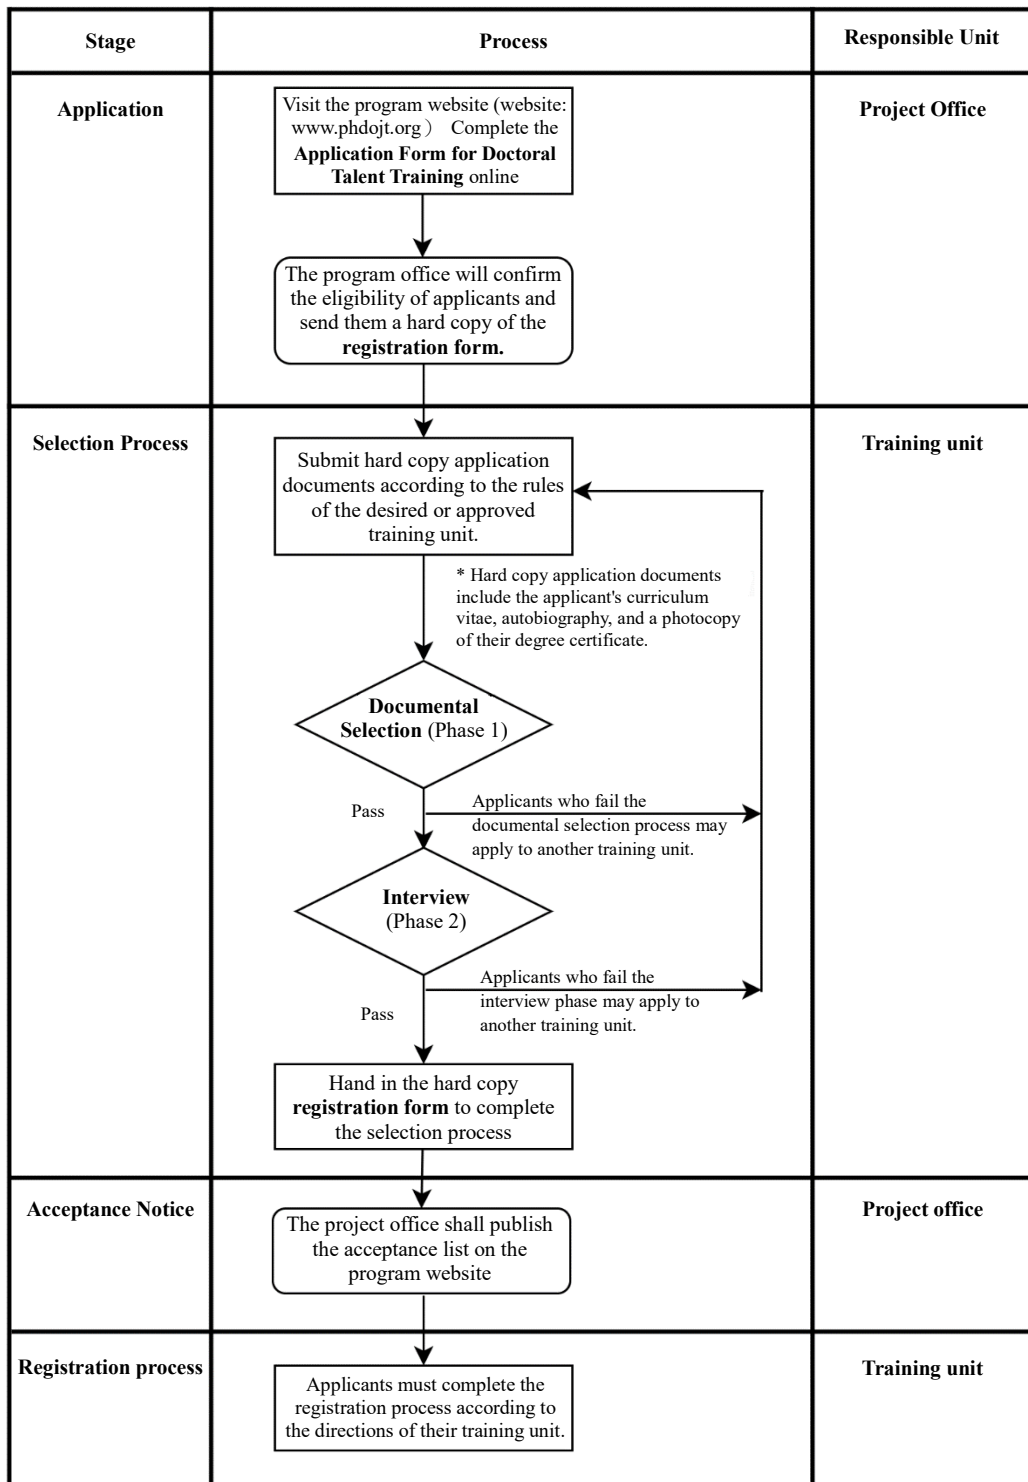 Stage
Process
Responsible Unit
Application
Visit the program website (website:
www.phdojt.org） Complete the
Application Form for Doctoral
Talent Training online
Project Office
The program office will confirm
the eligibility of applicants and
send them a hard copy of the
registration form.
Selection Process
Submit hard copy application
documents according to the rules
of the desired or approved
training unit.
Training unit
* Hard copy application documents
include the applicant's curriculum
vitae, autobiography, and a photocopy
of their degree certificate.
Documental
Selection (Phase 1)
Pass
Applicants who fail the
documental selection process may
apply to another training unit.
Interview
(Phase 2)
Pass
Applicants who fail the
interview phase may apply to
another training unit.
Hand in the hard copy
registration form to complete
the selection process
Acceptance Notice
The project office shall publish
the acceptance list on the
program website
Project office
Registration process
Applicants must complete the
registration process according to
the directions of their training unit.
Training unit